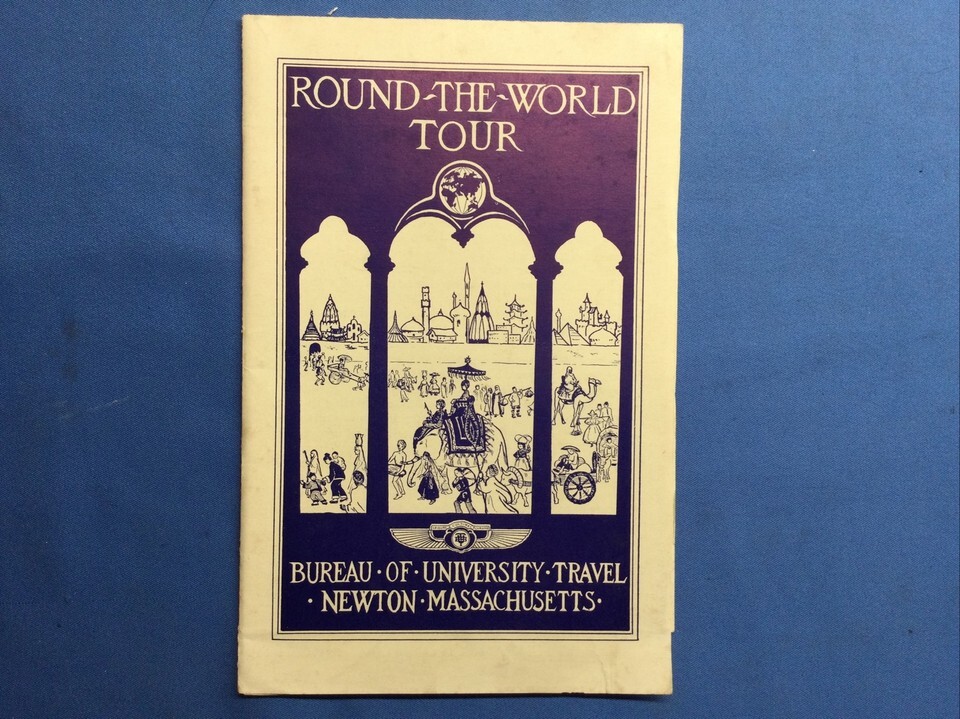 ROUND-THE-WORLD
TOUR
BUREAU · OF · UNIVERSITY · TRAVEL
· NEWTON · MASSACHUSETTS ·